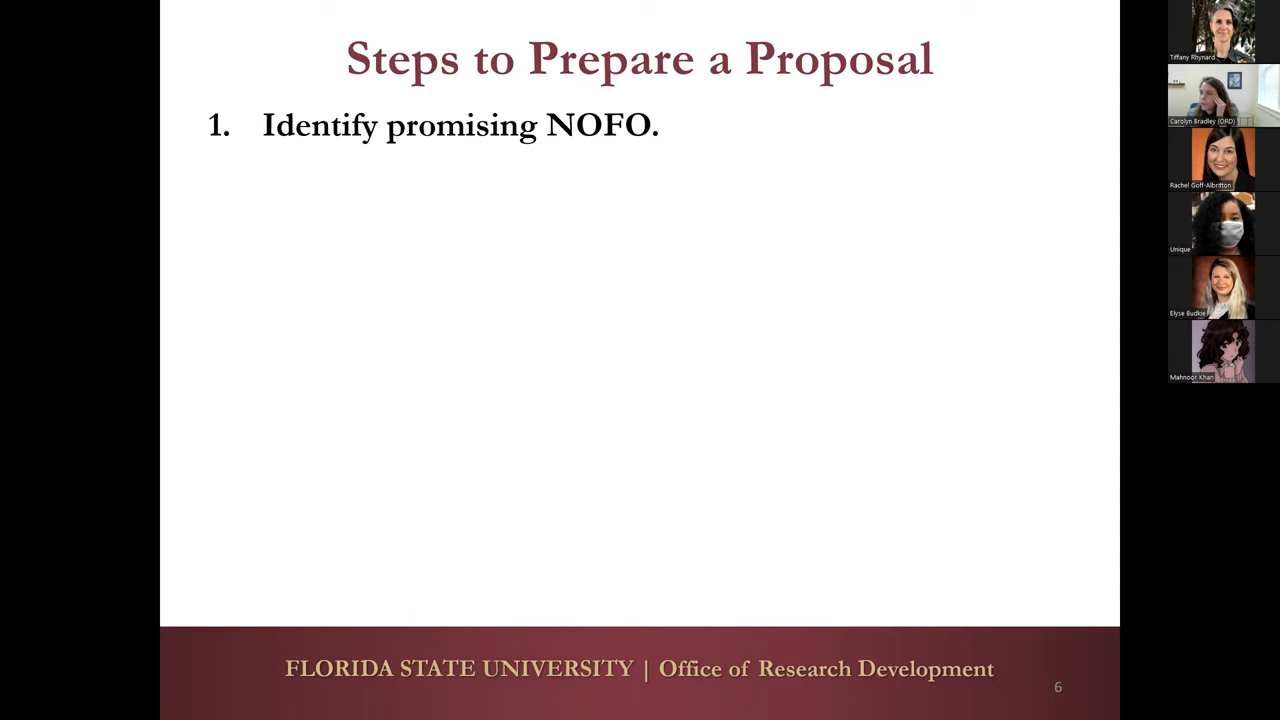 Steps to Prepare a Proposal
1. Identify promising NOFO.
FLORIDA STATE UNIVERSITY | Office of Research Development
6
Tiffany Rhynard
Carolyn Bradley (ORD)
Rachel Goff-Albritton
Unique
Elyse Budkie
Mahnoor Khan